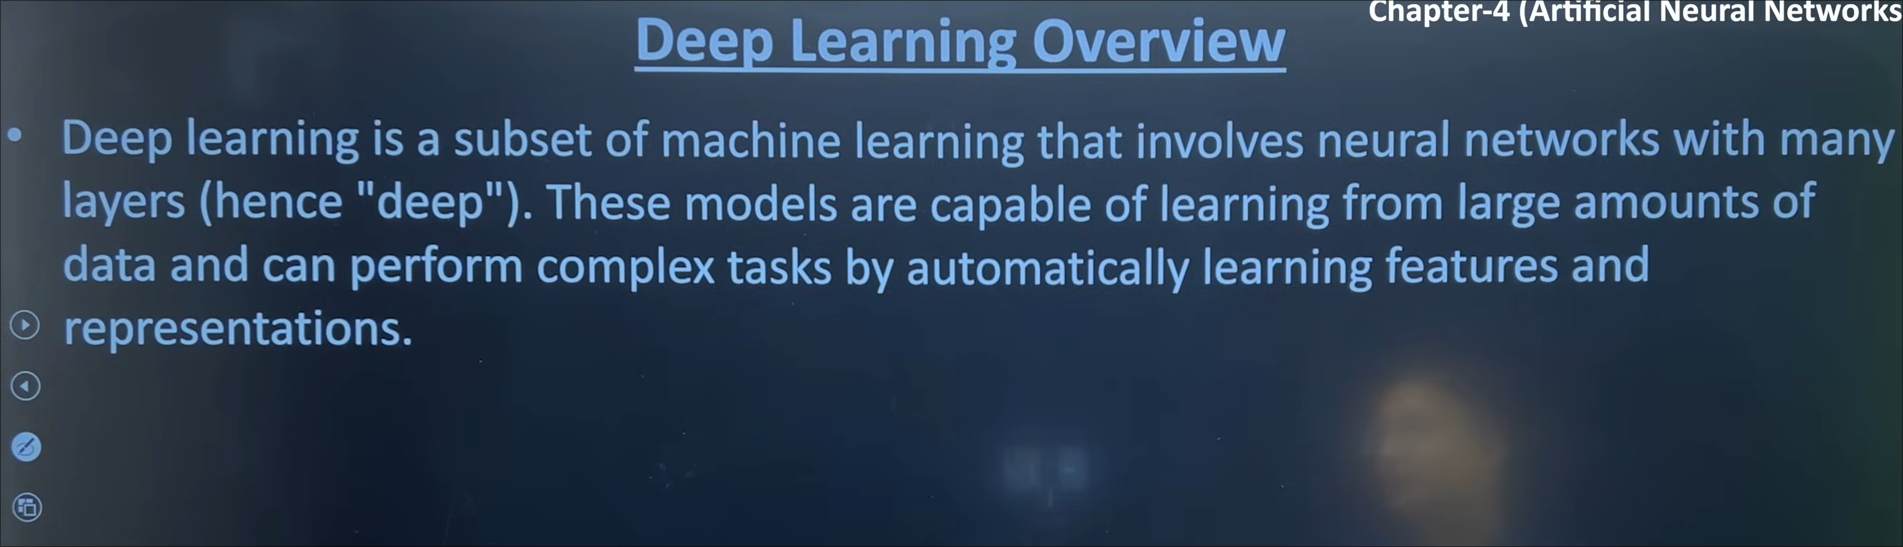 Chapter-4 (Artificial Neural Networks
Deep Learning Overview
• Deep learning is a subset of machine learning that involves neural networks with many
layers (hence "deep"). These models are capable of learning from large amounts of
data and can perform complex tasks by automatically learning features and
representations.